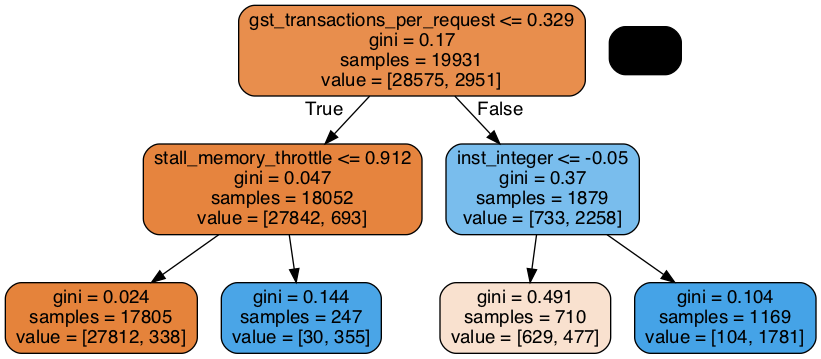 gst_transactions_per_request <= 0.329
gini = 0.17
samples = 19931
value = [28575, 2951]
True
False
stall_memory_throttle <= 0.912
gini = 0.047
samples = 18052
value = [27842, 693]
inst_integer <= -0.05
gini = 0.37
samples = 1879
value = [733, 2258]
gini = 0.024
samples = 17805
value = [27812, 338]
gini = 0.144
samples = 247
value = [30, 355]
gini = 0.491
samples = 710
value = [629, 477]
gini = 0.104
samples = 1169
value = [104, 1781]